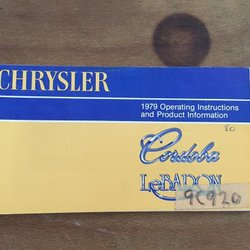 CHRYSLER
1979 Operating Instructions
and Product Information
80
Cordoba
LeBARON
9C920